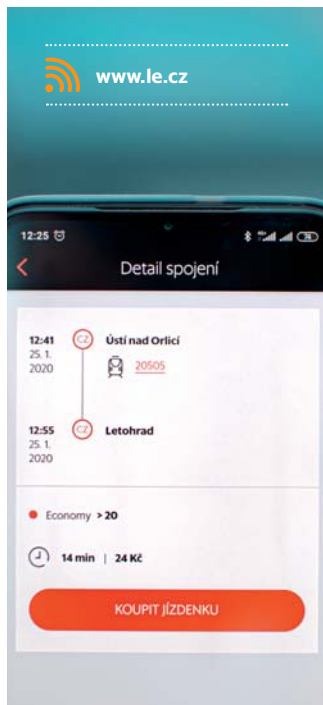 www.le.cz
12:25
Detail spojení
12:41 CZ Ústí nad Orlicí
25. 1.
2020
20505
12:55 CZ Letohrad
25. 1.
2020
Economy > 20
14 min | 24 Kč
KOUPIT JÍZDENKU